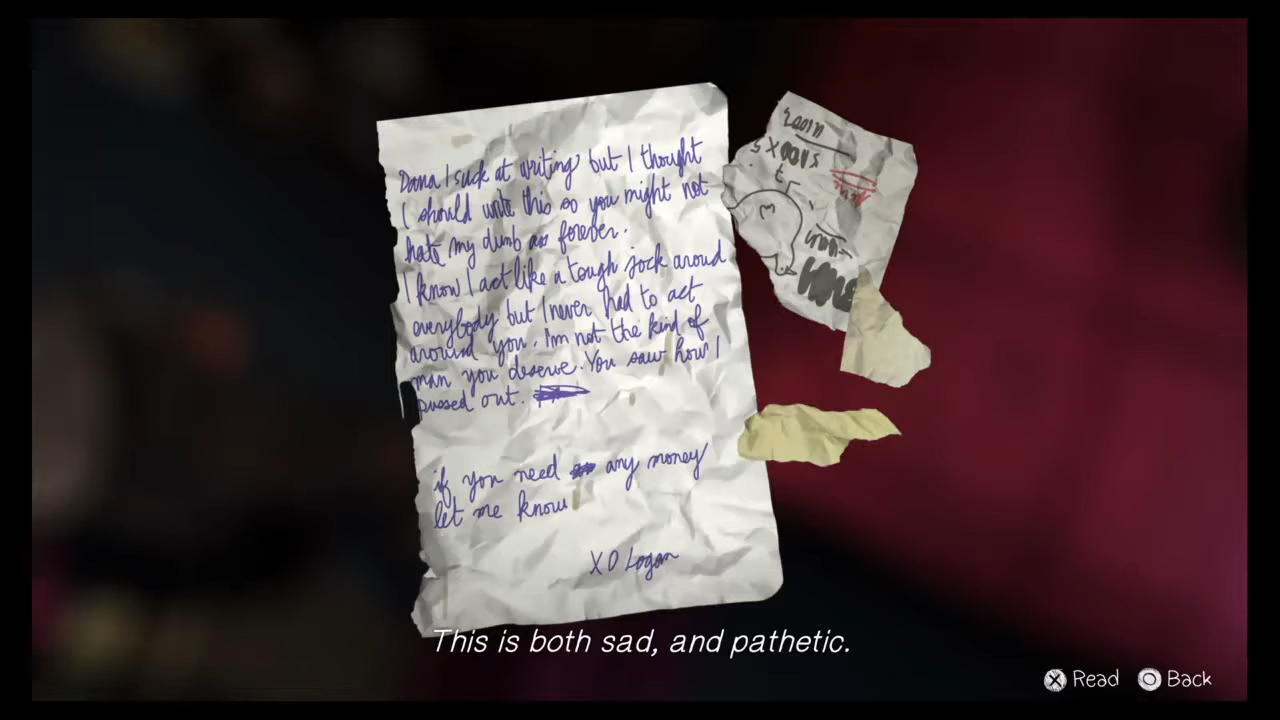 Dana I suck at writing but I thought
I should write this so you might not
hate my dumb ass forever.
I know I act like a tough jock around
everybody but I never had to act
around you. I'm not the kind of
man you deserve. You saw how I
pussed out.
if you need any money
let me know
XO Logan
This is both sad, and pathetic.
Read Back